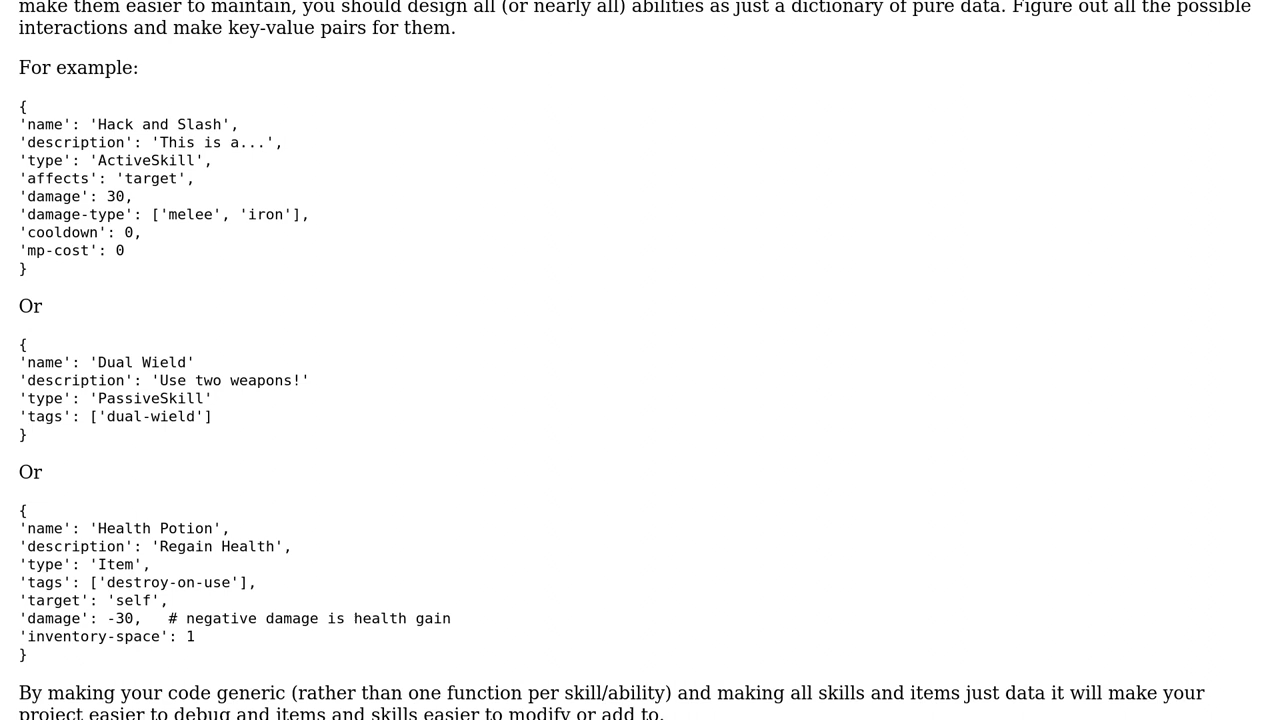 make them easier to maintain, you should design all (or nearly all) abilities as just a dictionary of pure data. Figure out all the possible
interactions and make key-value pairs for them.
For example:
{
'name': 'Hack and Slash',
'description': 'This is a...',
'type': 'ActiveSkill',
'affects': 'target',
'damage': 30,
'damage-type': ['melee', 'iron'],
'cooldown': 0,
'mp-cost': 0
}
Or
{
'name': 'Dual Wield'
'description': 'Use two weapons!'
'type': 'PassiveSkill'
'tags': ['dual-wield']
}
Or
{
'name': 'Health Potion',
'description': 'Regain Health',
'type': 'Item',
'tags': ['destroy-on-use'],
'target': 'self',
'damage': -30,   # negative damage is health gain
'inventory-space': 1
}
By making your code generic (rather than one function per skill/ability) and making all skills and items just data it will make your
project easier to debug and items and skills easier to modify or add to.